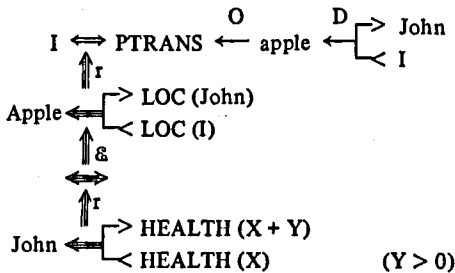 O D John
I PTRANS apple I
r
Apple LOC (John)
LOC (I)
&
r
John HEALTH (X + Y)
HEALTH (X) (Y > 0)